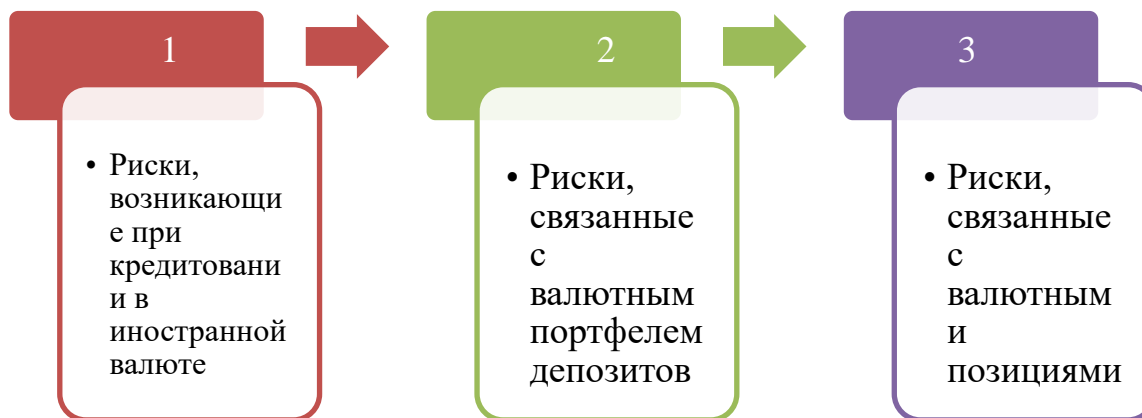 1
• Риски,
возникающи
е при
кредитовани
и в
иностранной
валюте
2
• Риски,
связанные
с
валютным
портфелем
депозитов
3
• Риски,
связанные
с
валютным
и
позициями